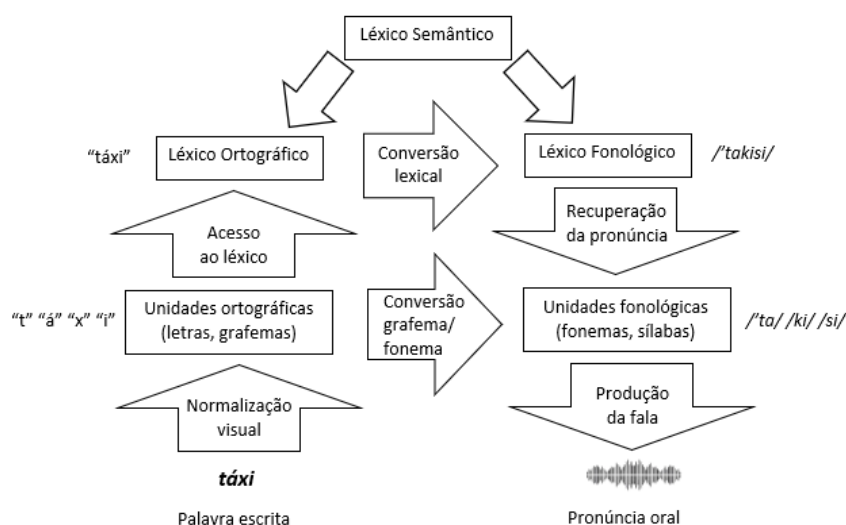 Léxico Semântico
“táxi”
Léxico Ortográfico
Conversão
lexical
Léxico Fonológico
/’takisi/
Acesso
ao léxico
Recuperação
da pronúncia
“t” “á” “x” “i”
Unidades ortográficas
(letras, grafemas)
Conversão
grafema/
fonema
Unidades fonológicas
(fonemas, sílabas)
/’ta/ /ki/ /si/
Normalização
visual
Produção
da fala
táxi
Palavra escrita
Pronúncia oral